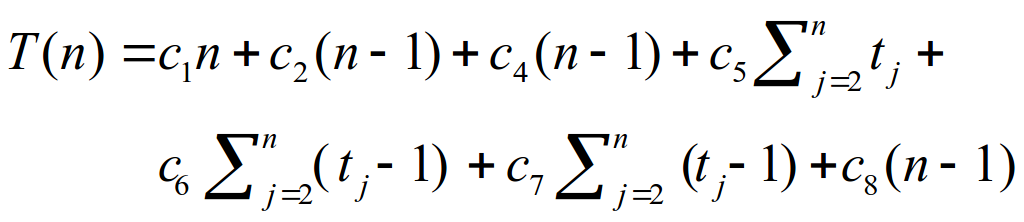 T(n) = c₁n + c₂(n - 1) + c₄(n - 1) + c₅ ∑ⁿⱼ₌₂ tⱼ +
c₆ ∑ⁿⱼ₌₂ (tⱼ - 1) + c₇ ∑ⁿⱼ₌₂ (tⱼ - 1) + c₈(n - 1)